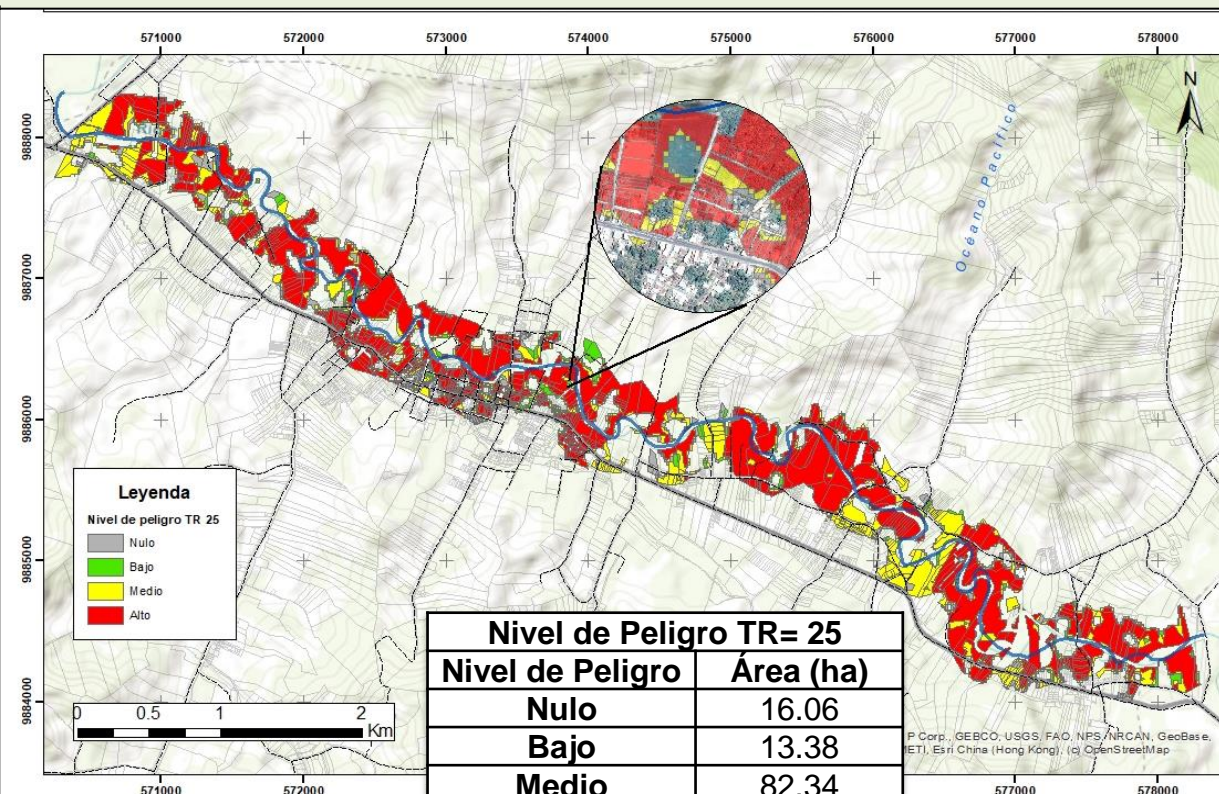 571000 572000 573000 574000 575000 576000 577000 578000
N
9888000
Océano Pacífico
9887000
9886000
Leyenda
Nivel de peligro TR 25
Nulo
Bajo
Medio
Alto
9885000
Nivel de Peligro TR= 25
Nivel de Peligro Área (ha)
Nulo 16.06
Bajo 13.38
Medio 82.34
9884000
0 0.5 1 2
Km
P Corp., GEBCO, USGS, FAO, NPS, NRCAN, GeoBase,
METI, Esri China (Hong Kong), (c) OpenStreetMap
571000 572000 577000 578000